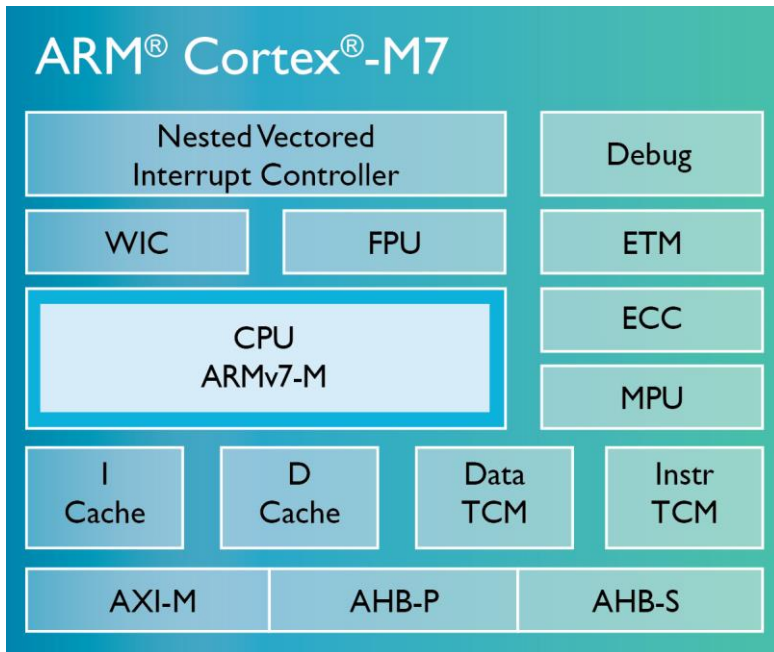 ARM® Cortex®-M7
Nested Vectored
Interrupt Controller
Debug
WIC
FPU
ETM
CPU
ARMv7-M
ECC
MPU
I
Cache
D
Cache
Data
TCM
Instr
TCM
AXI-M
AHB-P
AHB-S